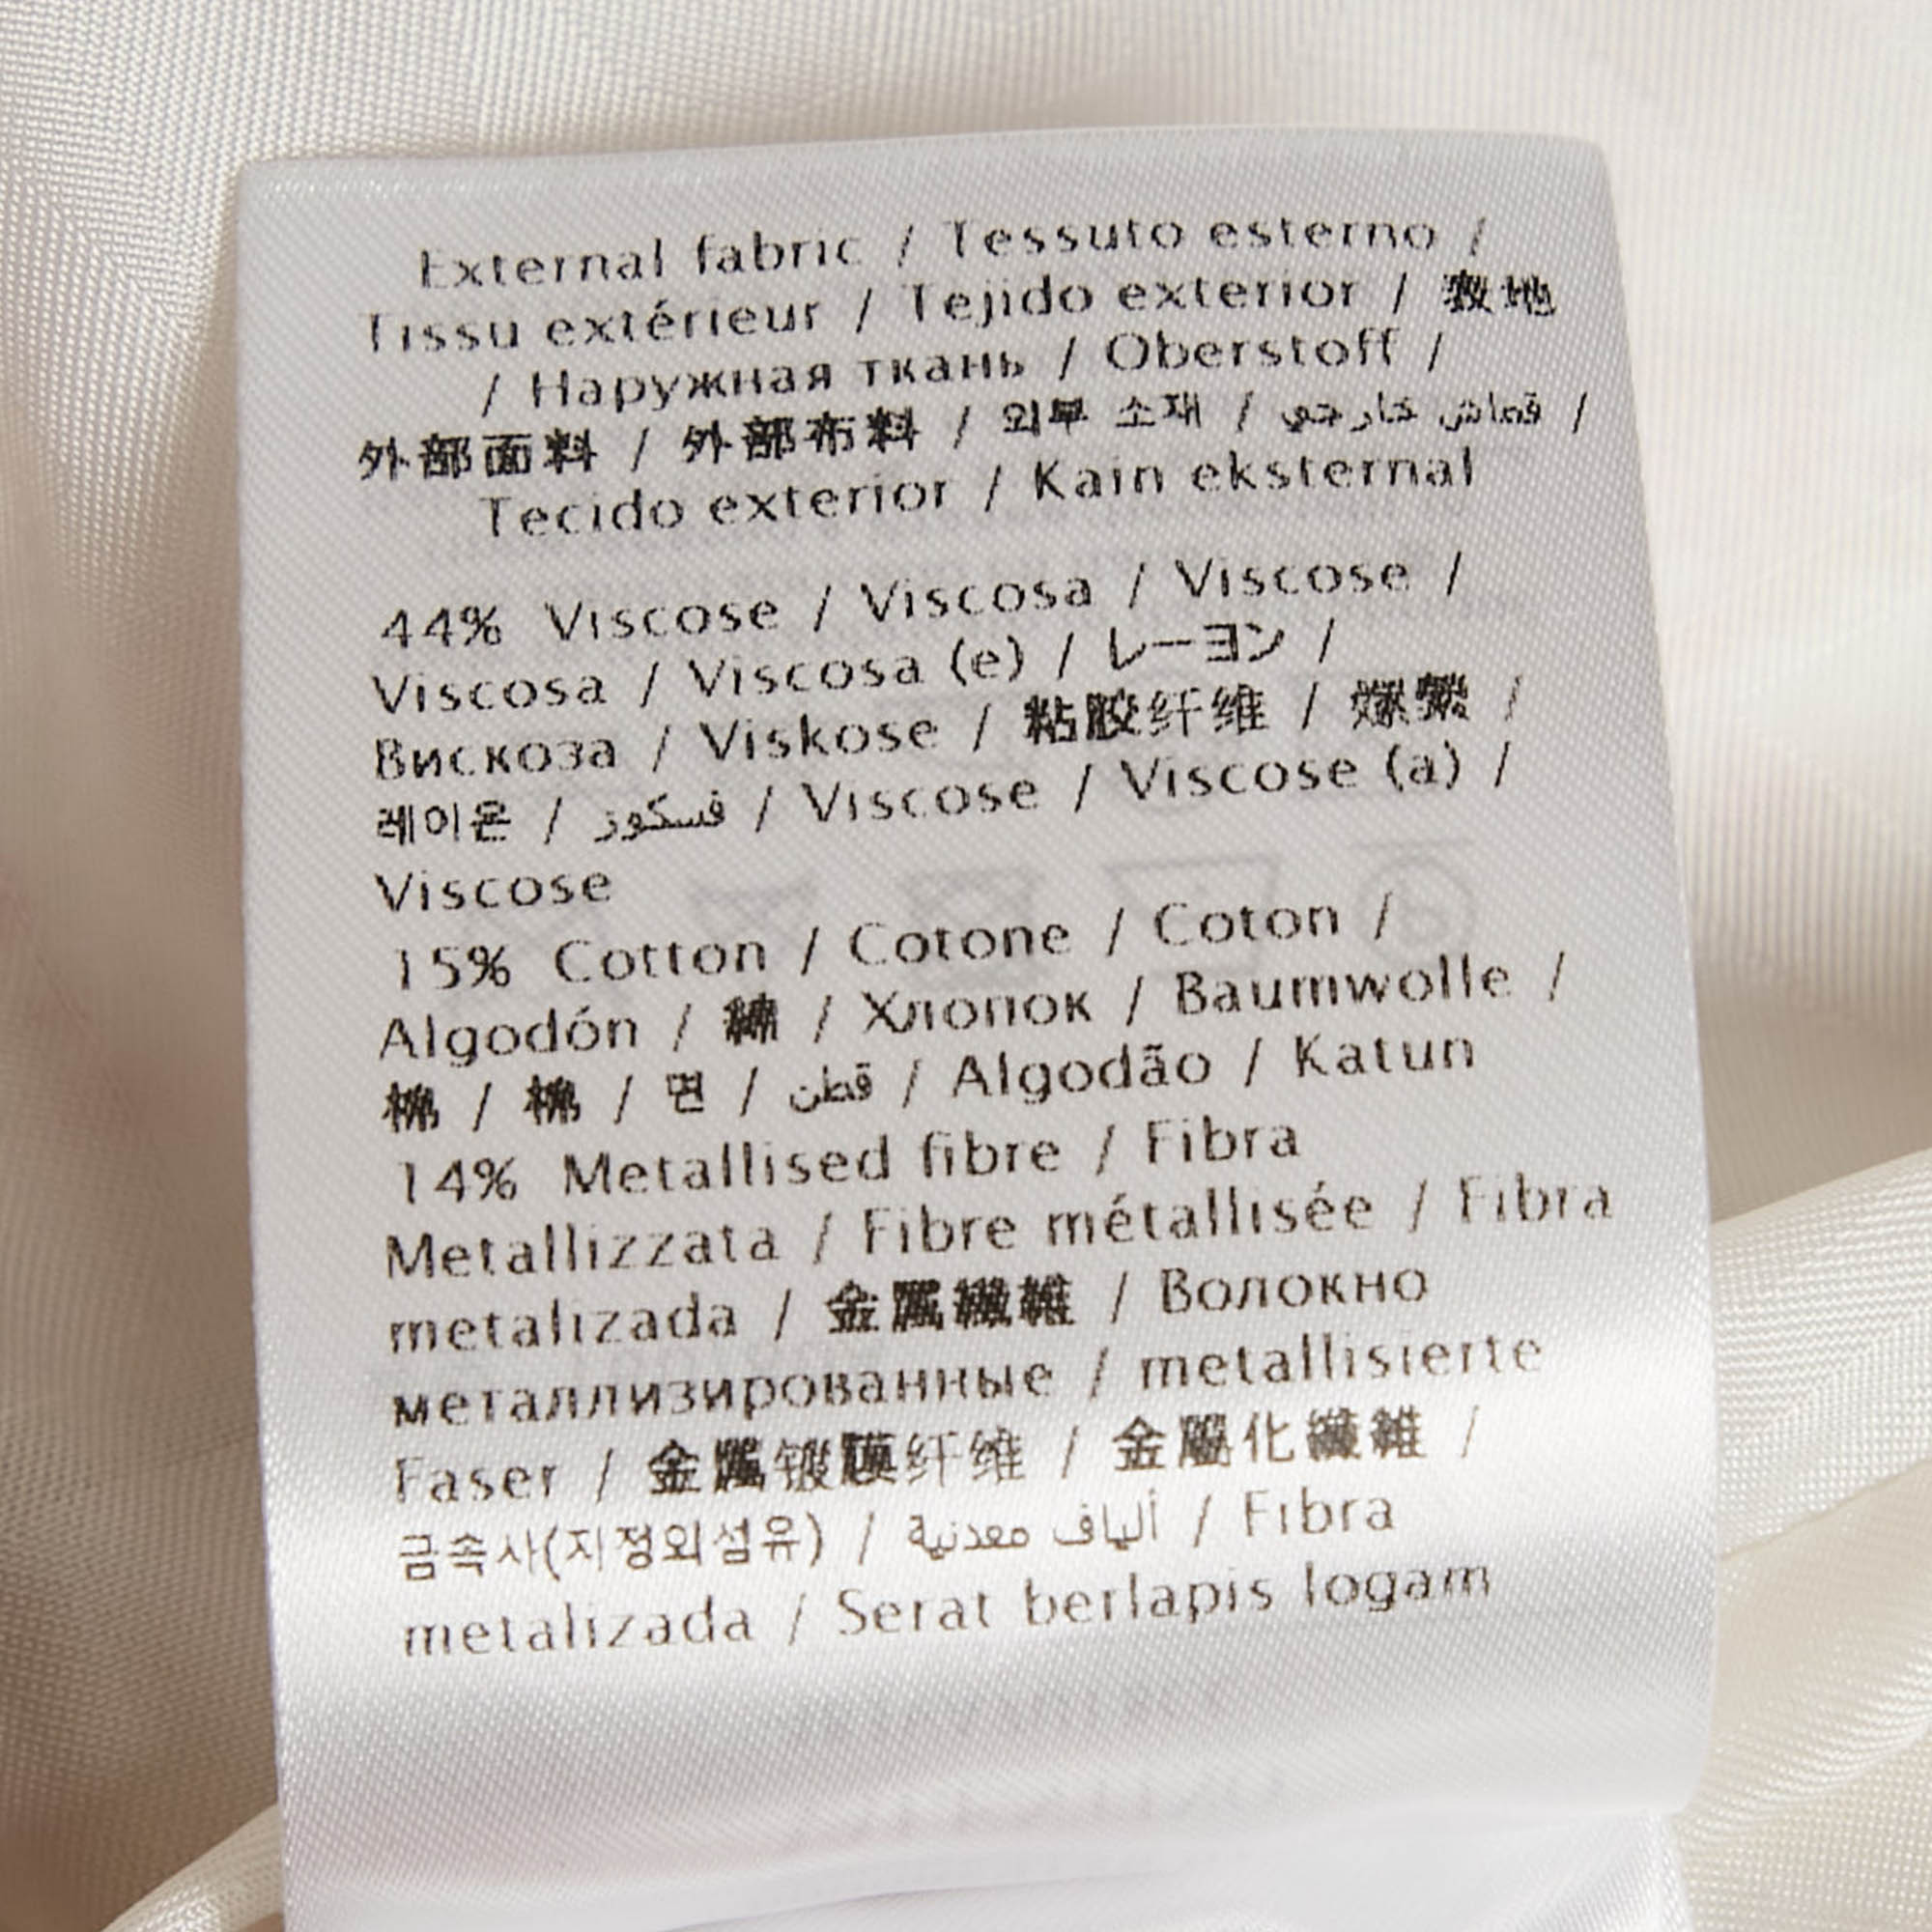 External fabric / Tessuto esterno /
Tissu extérieur / Tejido exterior / 表地
/ Наружная ткань / Oberstoff /
外部面料 / 外部布料 / 외부 소재 / قماش خارجي /
Tecido exterior / Kain eksternal
44% Viscose / Viscosa / Viscose /
Viscosa / Viscosa (e) / レーヨン /
Вискоза / Viskose / 粘胶纤维 / 嫘縈 /
레이온 / فسكوز / Viscose / Viscose (a) /
Viscose
15% Cotton / Cotone / Coton /
Algodón / 綿 / Хлопок / Baumwolle /
棉 / 棉 / 면 / قطن / Algodão / Katun
14% Metallised fibre / Fibra
Metallizzata / Fibre métallisée / Fibra
metalizada / 金属繊維 / Волокно
металлизированные / metallisierte
Faser / 金属镀膜纤维 / 金屬化纖維 /
금속사(지정외섬유) / ألياف معدنية / Fibra
metalizada / Serat berlapis logam